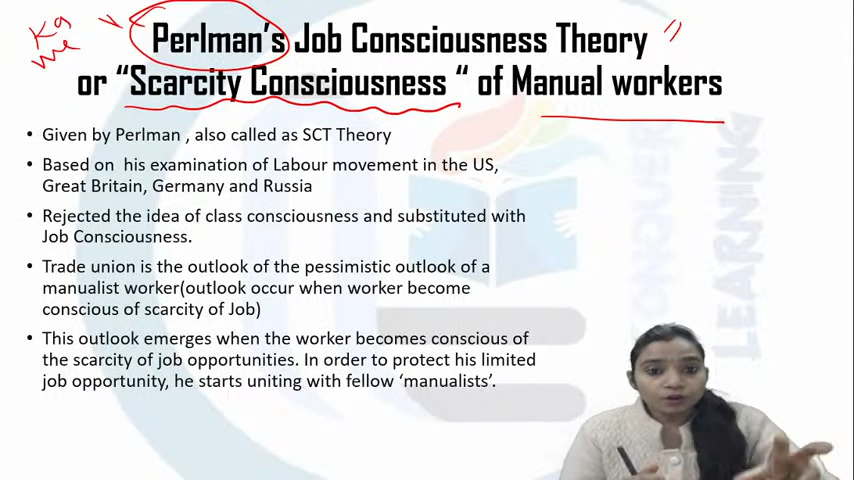 Perlman's Job Consciousness Theory
or “Scarcity Consciousness “ of Manual workers
• Given by Perlman , also called as SCT Theory
• Based on his examination of Labour movement in the US,
Great Britain, Germany and Russia
• Rejected the idea of class consciousness and substituted with
Job Consciousness.
• Trade union is the outlook of the pessimistic outlook of a
manualist worker(outlook occur when worker become
conscious of scarcity of Job)
• This outlook emerges when the worker becomes conscious of
the scarcity of job opportunities. In order to protect his limited
job opportunity, he starts uniting with fellow ‘manualists’.
CONQUER
LEARNING